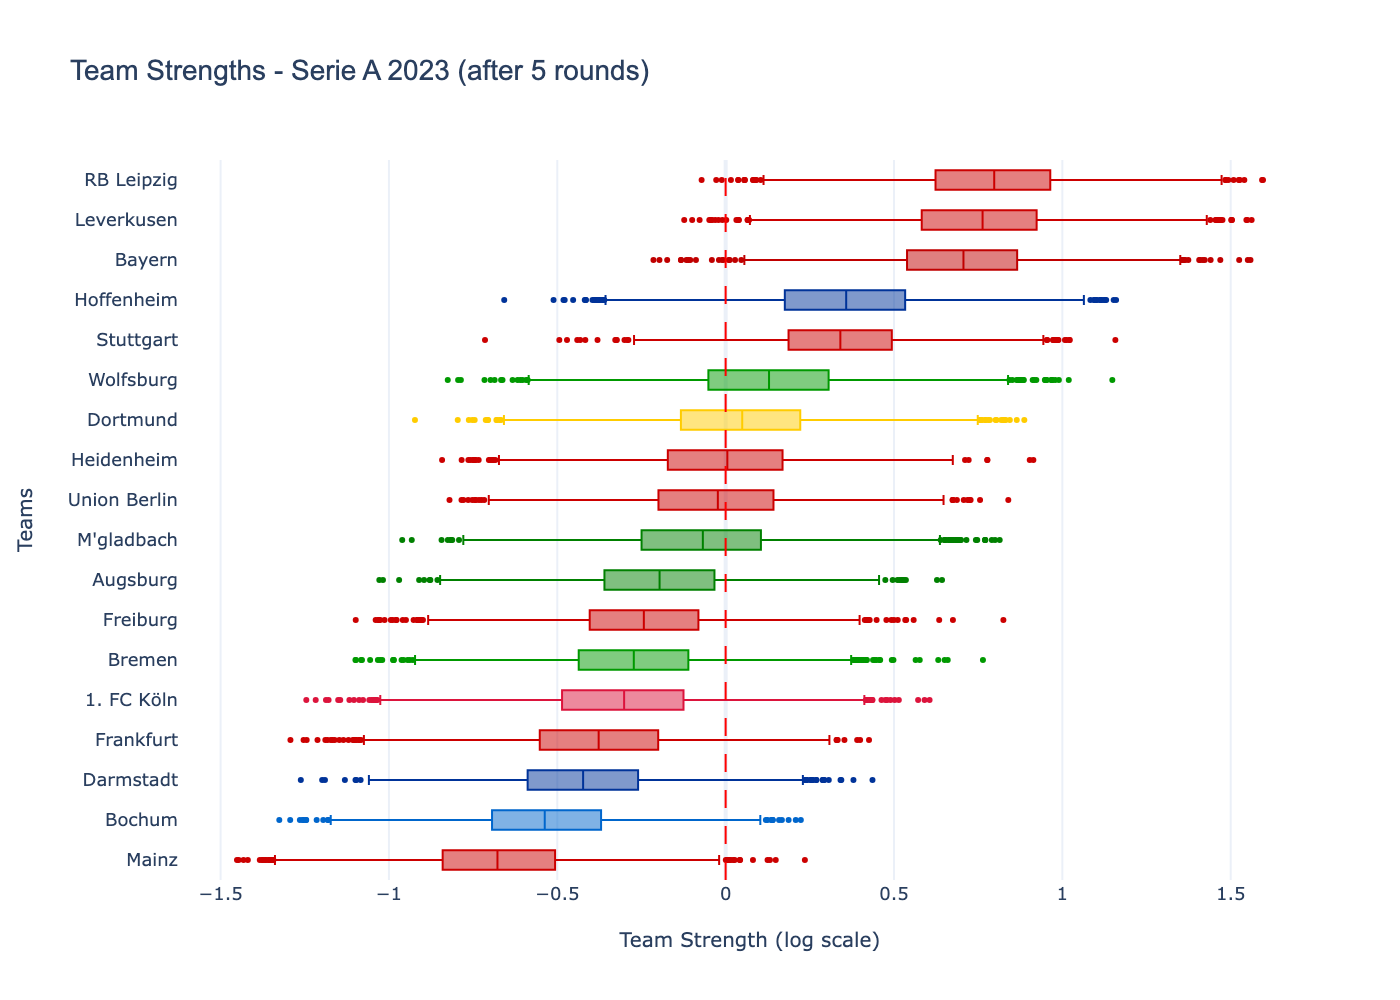 Team Strengths - Serie A 2023 (after 5 rounds)
Teams
RB Leipzig
Leverkusen
Bayern
Hoffenheim
Stuttgart
Wolfsburg
Dortmund
Heidenheim
Union Berlin
M'gladbach
Augsburg
Freiburg
Bremen
1. FC Köln
Frankfurt
Darmstadt
Bochum
Mainz
−1.5 −1 −0.5 0 0.5 1 1.5
Team Strength (log scale)